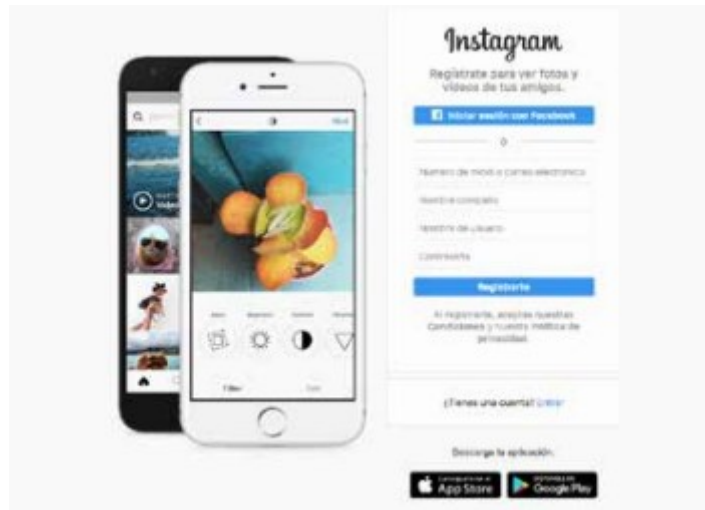 Instagram
Regístrate para ver fotos y
vídeos de tus amigos.
Iniciar sesión con Facebook
o
Número de móvil o correo electrónico
Nombre completo
Nombre de usuario
Contraseña
Registrarte
Al registrarte, aceptas nuestras
Condiciones y nuestra Política de
privacidad.
¿Tienes una cuenta? Entrar
Descarga la aplicación.
App Store
Google Play
Filter